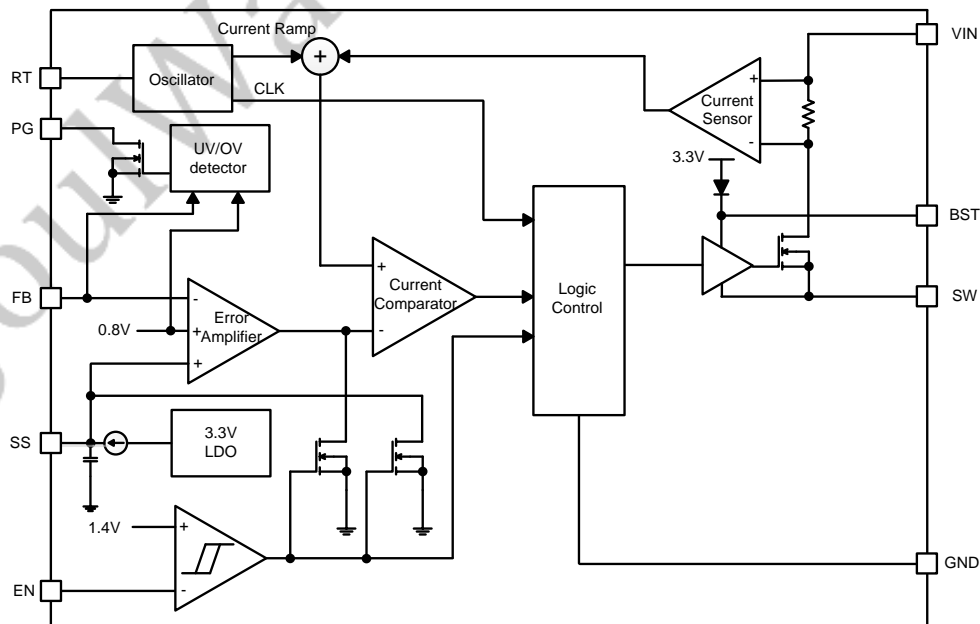 Current Ramp
VIN
RT
Oscillator
+
CLK
+
Current
Sensor
-
PG
UV/OV
detector
3.3V
BST
+
Current
Comparator
-
Logic
Control
FB
-
Error
Amplifier
0.8V
+
+
SW
SS
3.3V
LDO
1.4V
+
-
EN
GND